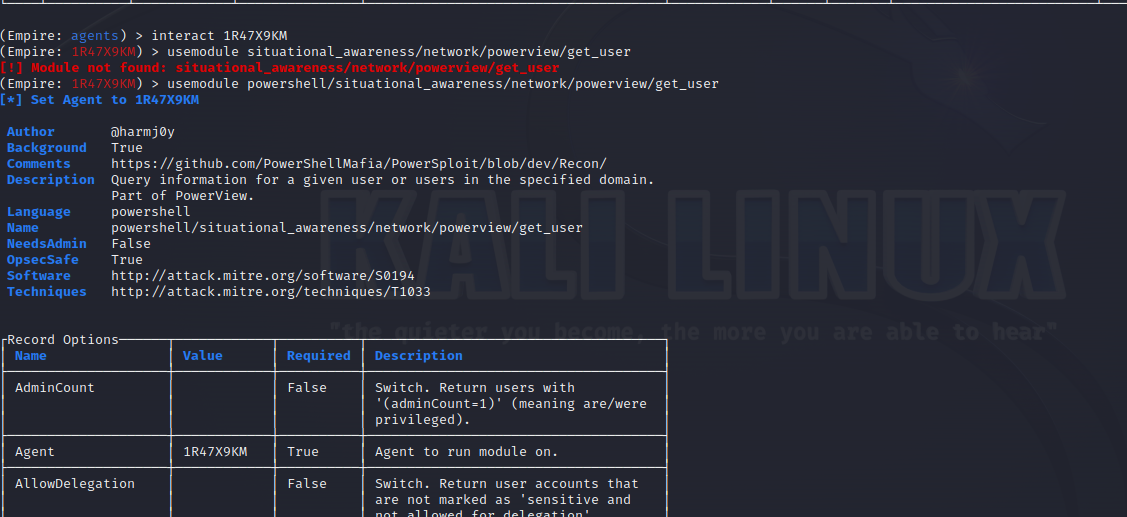 (Empire: agents) > interact 1R47X9KM
(Empire: 1R47X9KM) > usemodule situational_awareness/network/powerview/get_user
[!] Module not found: situational_awareness/network/powerview/get_user
(Empire: 1R47X9KM) > usemodule powershell/situational_awareness/network/powerview/get_user
[*] Set Agent to 1R47X9KM
Author @harmj0y
Background True
Comments https://github.com/PowerShellMafia/PowerSploit/blob/dev/Recon/
Description Query information for a given user or users in the specified domain.
Part of PowerView.
Language powershell
Name powershell/situational_awareness/network/powerview/get_user
NeedsAdmin False
OpsecSafe True
Software http://attack.mitre.org/software/S0194
Techniques http://attack.mitre.org/techniques/T1033
KALI LINUX
"the quieter you become, the more you are able to hear"
Record Options
Name Value Required Description
AdminCount False Switch. Return users with
'(adminCount=1)' (meaning are/were
privileged).
Agent 1R47X9KM True Agent to run module on.
AllowDelegation False Switch. Return user accounts that
are not marked as 'sensitive and
not allowed for delegation'